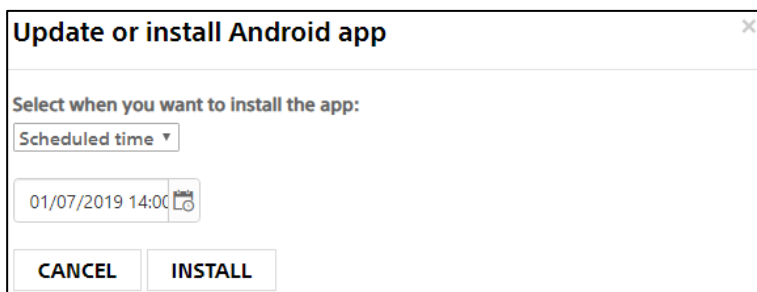 Update or install Android app
Select when you want to install the app:
Scheduled time
01/07/2019 14:00
CANCEL INSTALL